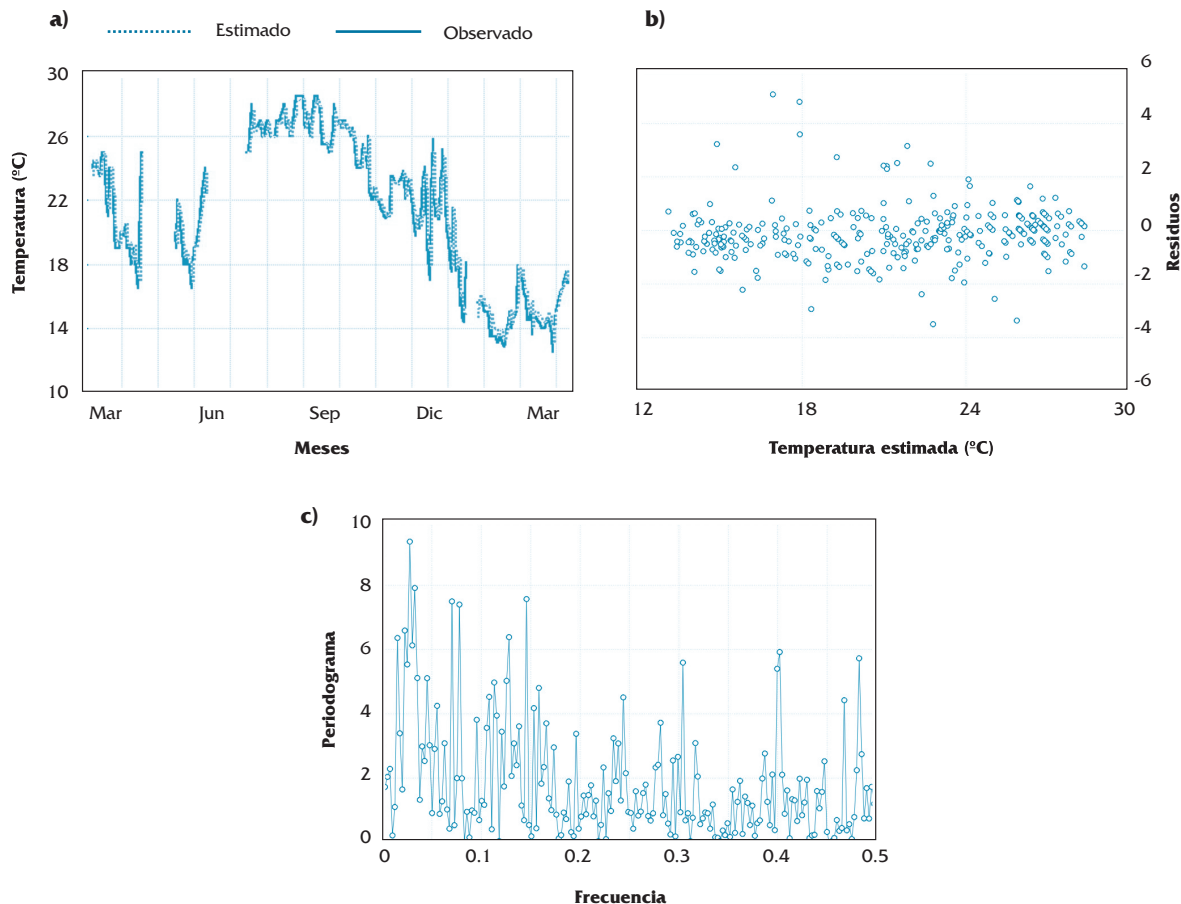 a)
Estimado
Observado
30
26
22
18
14
10
Temperatura (ºC)
Mar
Jun
Sep
Dic
Mar
Meses
b)
6
4
2
0
-2
-4
-6
Residuos
12
18
24
30
Temperatura estimada (ºC)
c)
10
8
6
4
2
0
Periodograma
0
0.1
0.2
0.3
0.4
0.5
Frecuencia